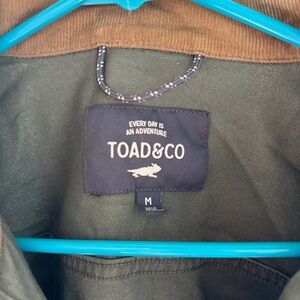 EVERY DAY IS
AN ADVENTURE
TOAD&CO
M